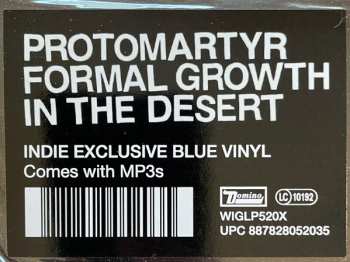 PROTOMARTYR
FORMAL GROWTH
IN THE DESERT
INDIE EXCLUSIVE BLUE VINYL
Comes with MP3s
Domino
LC 10192
WIGLP520X
UPC 887828052035